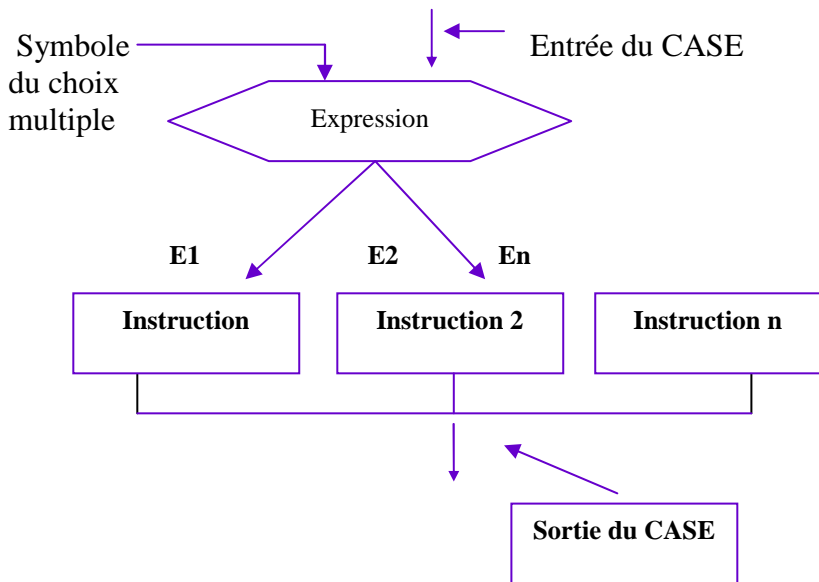 Symbole
du choix
multiple
Entrée du CASE
Expression
E1
E2
En
Instruction
Instruction 2
Instruction n
Sortie du CASE